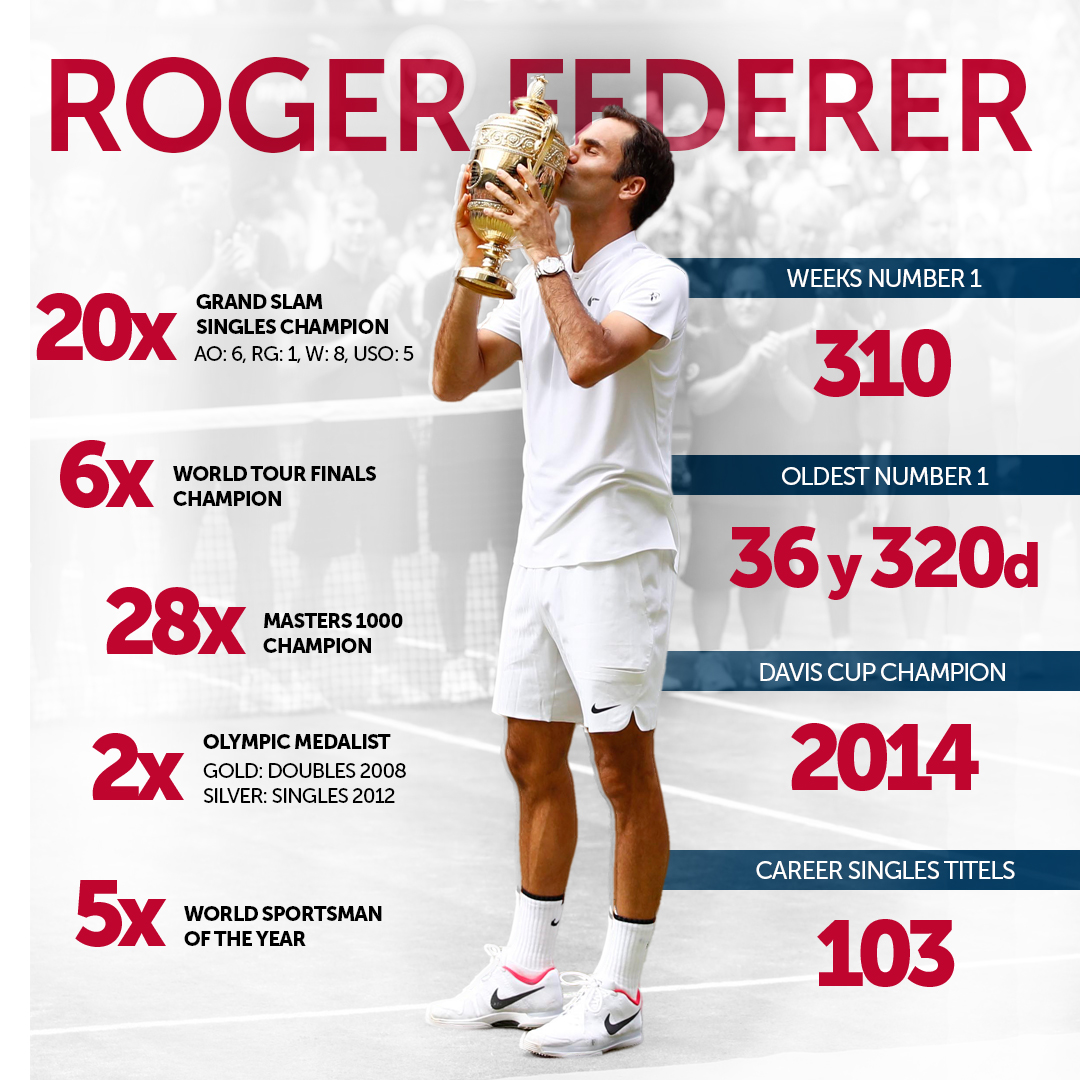 ROGER FEDERER
20x
GRAND SLAM
SINGLES CHAMPION
AO: 6, RG: 1, W: 8, USO: 5
6x
WORLD TOUR FINALS
CHAMPION
28x
MASTERS 1000
CHAMPION
2x
OLYMPIC MEDALIST
GOLD: DOUBLES 2008
SILVER: SINGLES 2012
5x
WORLD SPORTSMAN
OF THE YEAR
WEEKS NUMBER 1
310
OLDEST NUMBER 1
36 y 320d
DAVIS CUP CHAMPION
2014
CAREER SINGLES TITELS
103